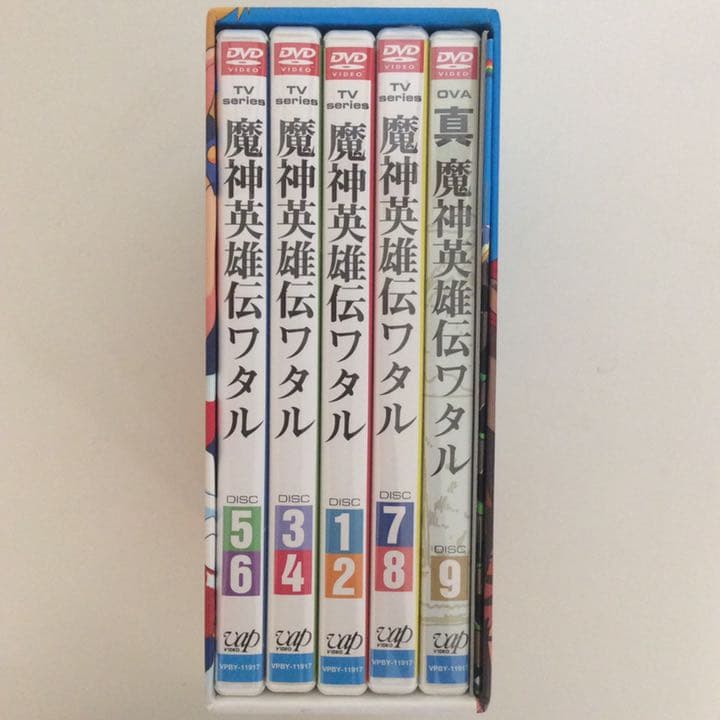 DVD
VIDEO
TV
series
魔神英雄伝ワタル
DISC
5
6
vap
VIDEO
VPBY-11917
DVD
VIDEO
TV
series
魔神英雄伝ワタル
DISC
3
4
vap
VIDEO
VPBY-11917
DVD
VIDEO
TV
series
魔神英雄伝ワタル
DISC
1
2
vap
VIDEO
VPBY-11917
DVD
VIDEO
TV
series
魔神英雄伝ワタル
DISC
7
8
vap
VIDEO
VPBY-11917
DVD
VIDEO
OVA
真 魔神英雄伝ワタル
DISC
9
vap
VIDEO
VPBY-11917